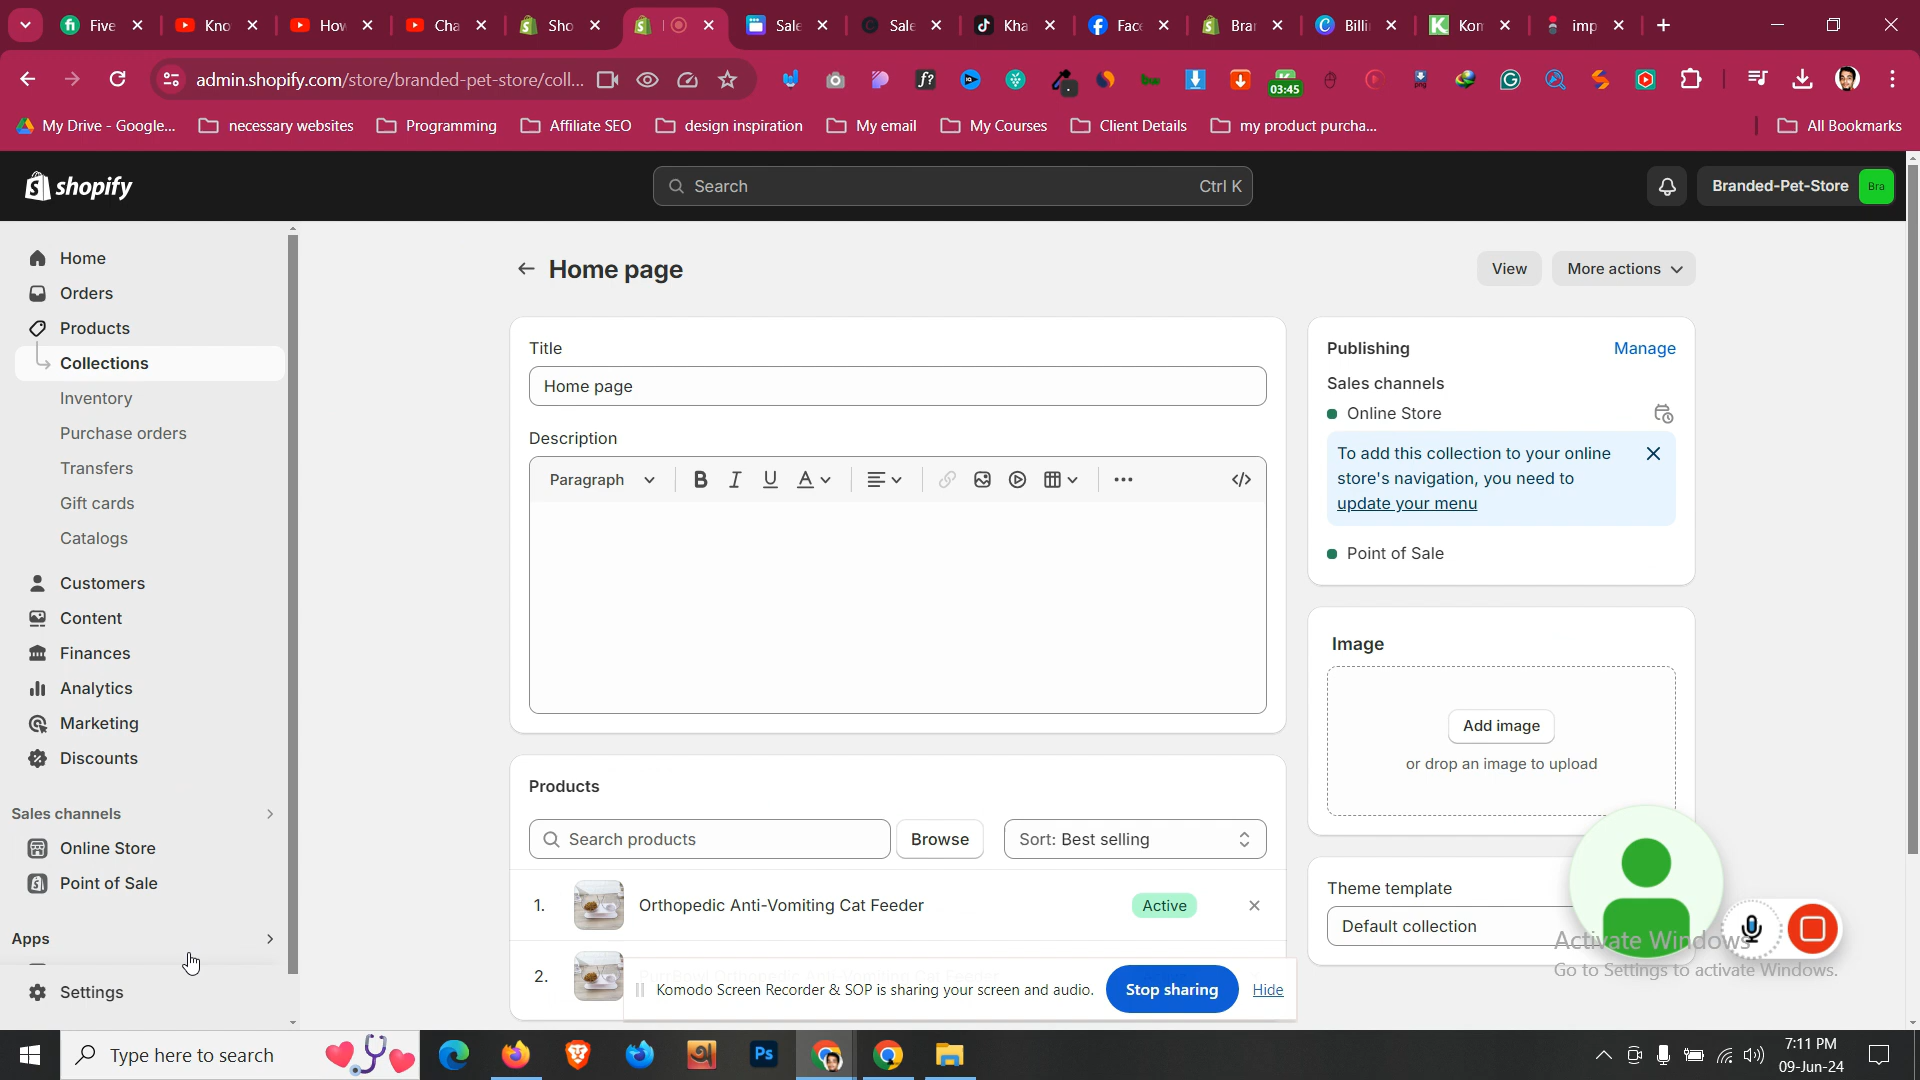 Five
Kno
How
Cha
Sho
Sale
Sale
Kha
Face
Bra
Billi
Kon
imp
admin.shopify.com/store/branded-pet-store/coll...
03:45
My Drive - Google...
necessary websites
Programming
Affiliate SEO
design inspiration
My email
My Courses
Client Details
my product purcha...
All Bookmarks
shopify
Search
Ctrl K
Branded-Pet-Store
Bra
Home
Orders
Products
Collections
Inventory
Purchase orders
Transfers
Gift cards
Catalogs
Customers
Content
Finances
Analytics
Marketing
Discounts
Sales channels
Online Store
Point of Sale
Apps
Settings
Home page
View
More actions
Title
Home page
Description
Paragraph
Products
Search products
Browse
Sort: Best selling
1.
Orthopedic Anti-Vomiting Cat Feeder
Active
2.
Publishing
Manage
Sales channels
Online Store
To add this collection to your online
store's navigation, you need to
update your menu
Point of Sale
Image
Add image
or drop an image to upload
Theme template
Default collection
Activate Windows
Go to Settings to activate Windows.
Komodo Screen Recorder & SOP is sharing your screen and audio.
Stop sharing
Hide
Type here to search
Ps
7:11 PM
09-Jun-24